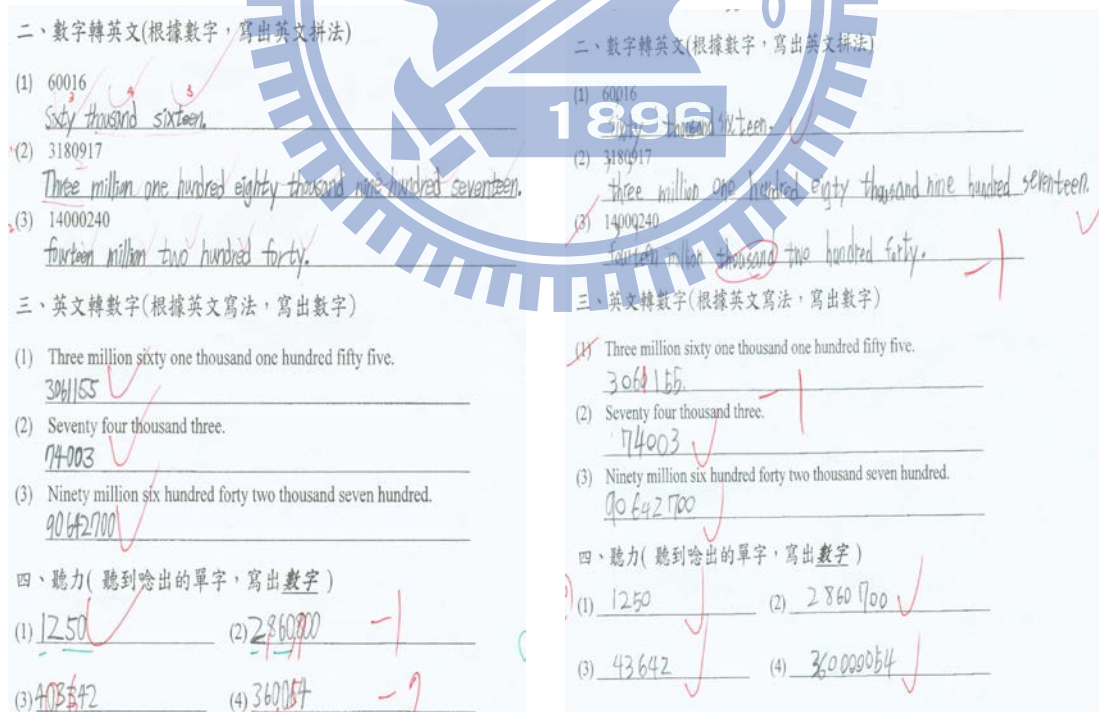 二、數字轉英文(根據數字，寫出英文拼法)
(1) 60016
Sixty thousand sixteen.
(2) 3180917
Three million one hundred eighty thousand nine hundred seventeen.
(3) 14000240
fourteen million two hundred forty.
三、英文轉數字(根據英文寫法，寫出數字)
(1) Three million sixty one thousand one hundred fifty five.
3061155
(2) Seventy four thousand three.
74003
(3) Ninety million six hundred forty two thousand seven hundred.
90642700
四、聽力( 聽到唸出的單字，寫出數字 )
(1) 1250 (2) 2860800 -1
(3) (4) 360054
二、數字轉英文(根據數字，寫出英文拼法)
1896
(1) 60016
sixty thousand sixteen.
(2) 3180917
three million one hundred eigty thousand nine hundred seventeen.
(3) 14000240
fourteen million thousand two hundred forty. -1
三、英文轉數字(根據英文寫法，寫出數字)
(1) Three million sixty one thousand one hundred fifty five.
-1
(2) Seventy four thousand three.
74003
(3) Ninety million six hundred forty two thousand seven hundred.
90642700
四、聽力( 聽到唸出的單字，寫出數字 )
(1) 1250 (2) 2860700
(3) 43642 (4) 360000054